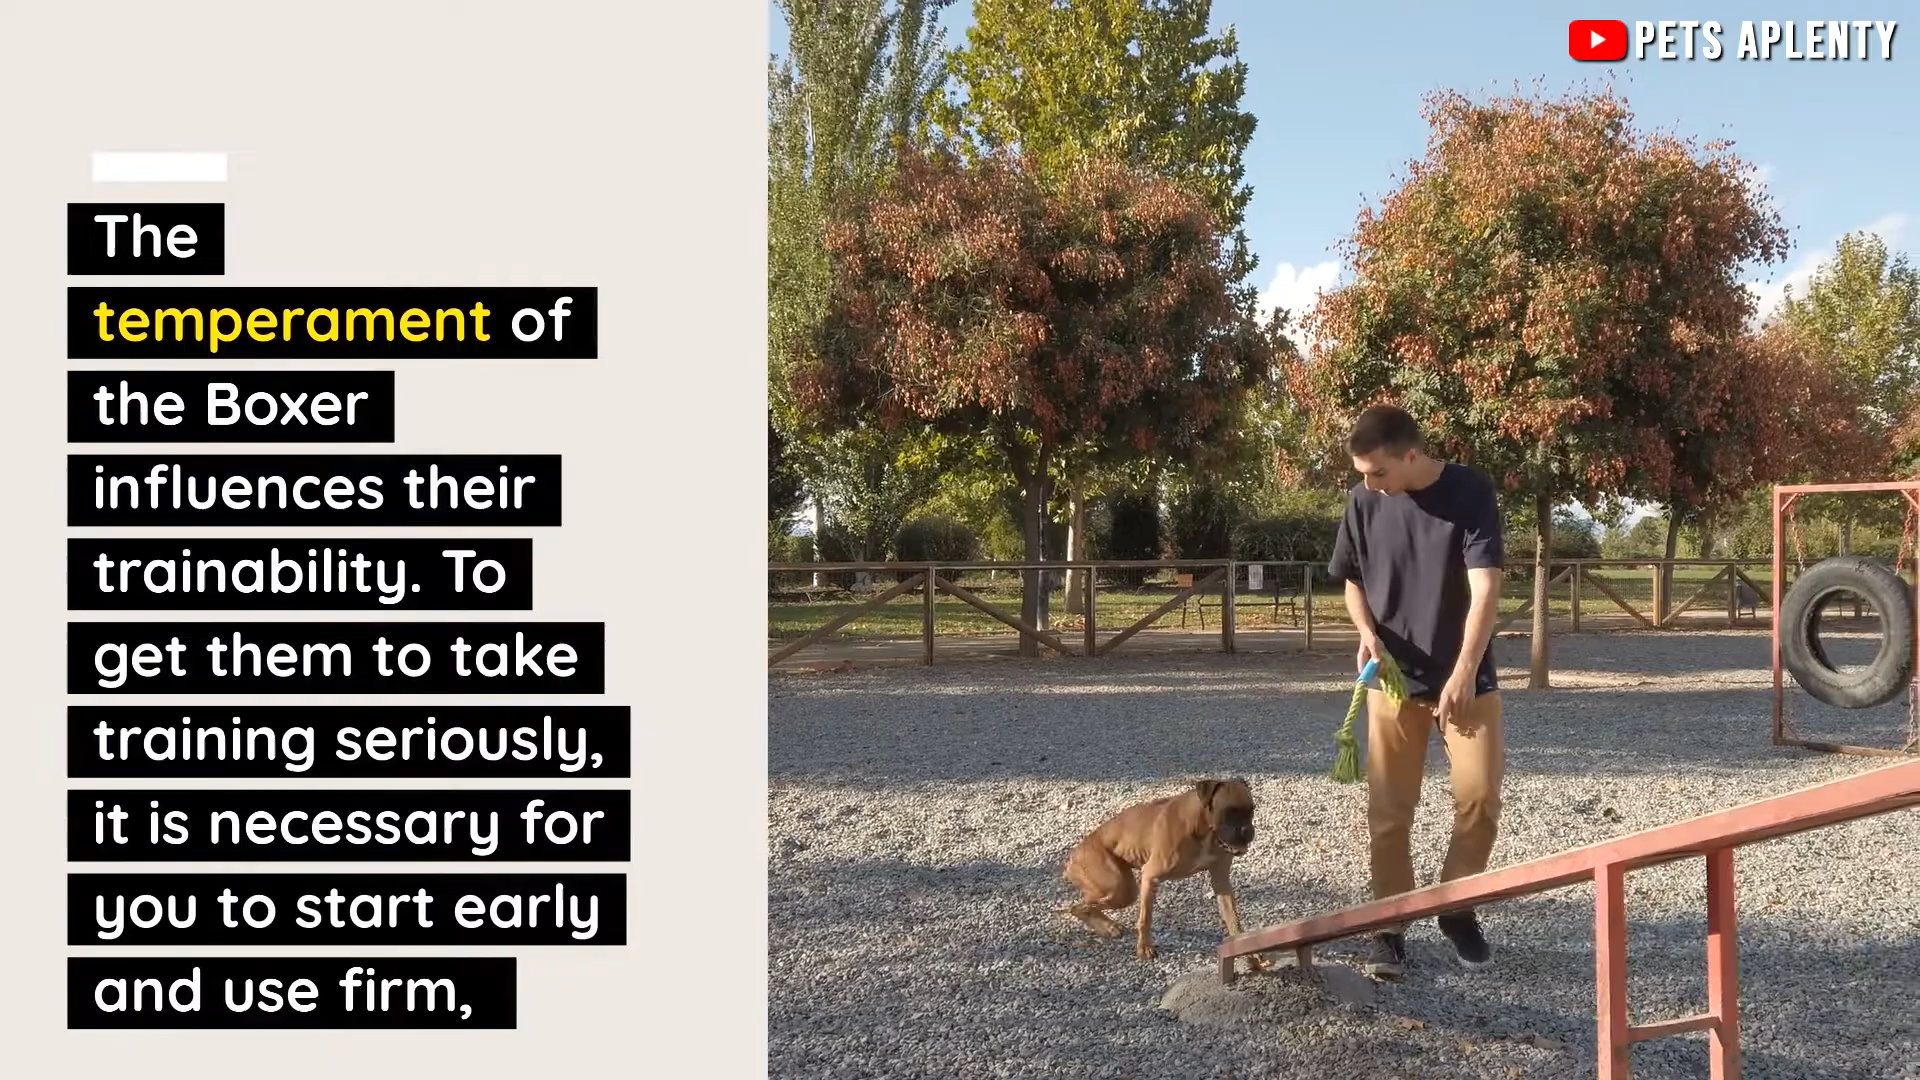 PETS APLENTY
The
temperament of
the Boxer
influences their
trainability. To
get them to take
training seriously,
it is necessary for
you to start early
and use firm,